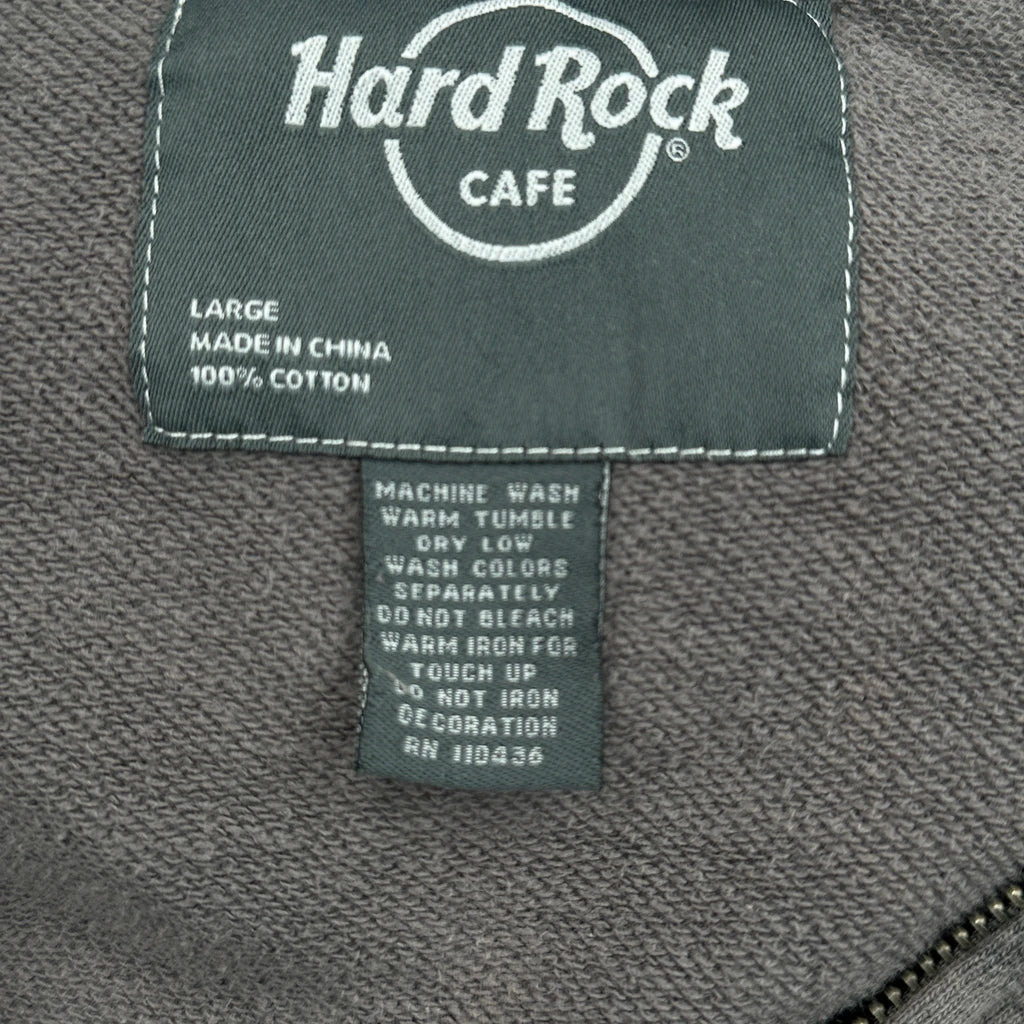 Hard Rock
®
CAFE
LARGE
MADE IN CHINA
100% COTTON
MACHINE WASH
WARM TUMBLE
DRY LOW
WASH COLORS
SEPARATELY
DO NOT BLEACH
WARM IRON FOR
TOUCH UP
DO NOT IRON
DECORATION
RN 110436